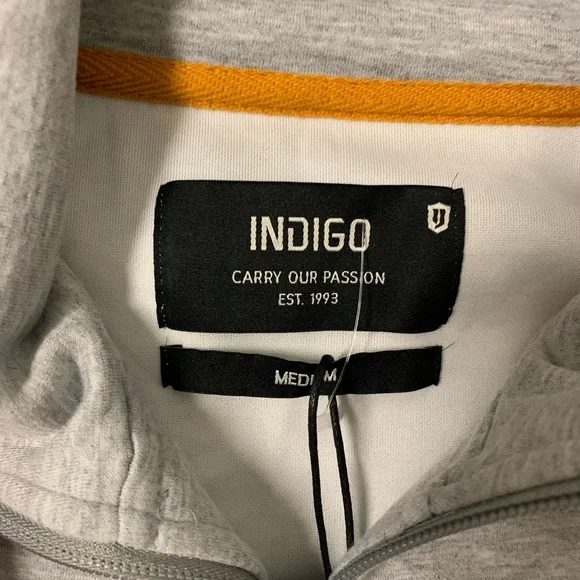 INDIGO
CARRY OUR PASSION
EST. 1993
MEDIUM